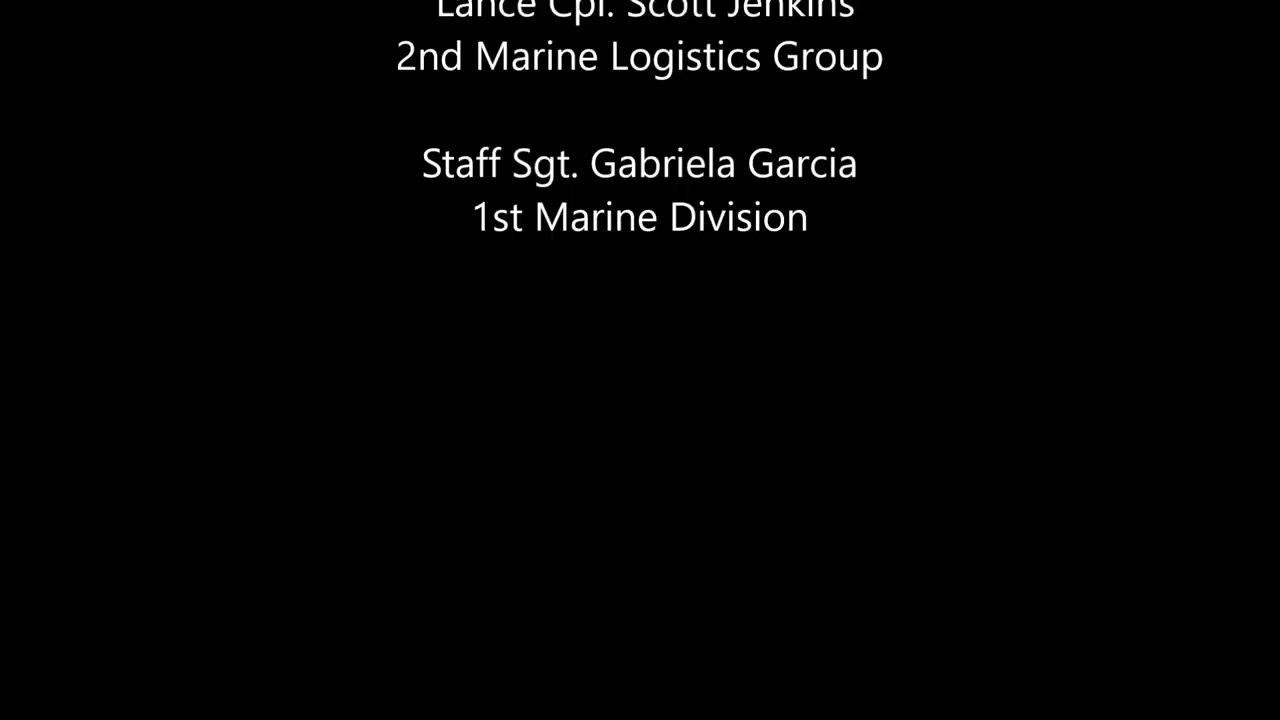 Lance Cpl. Scott Jenkins
2nd Marine Logistics Group
Staff Sgt. Gabriela Garcia
1st Marine Division